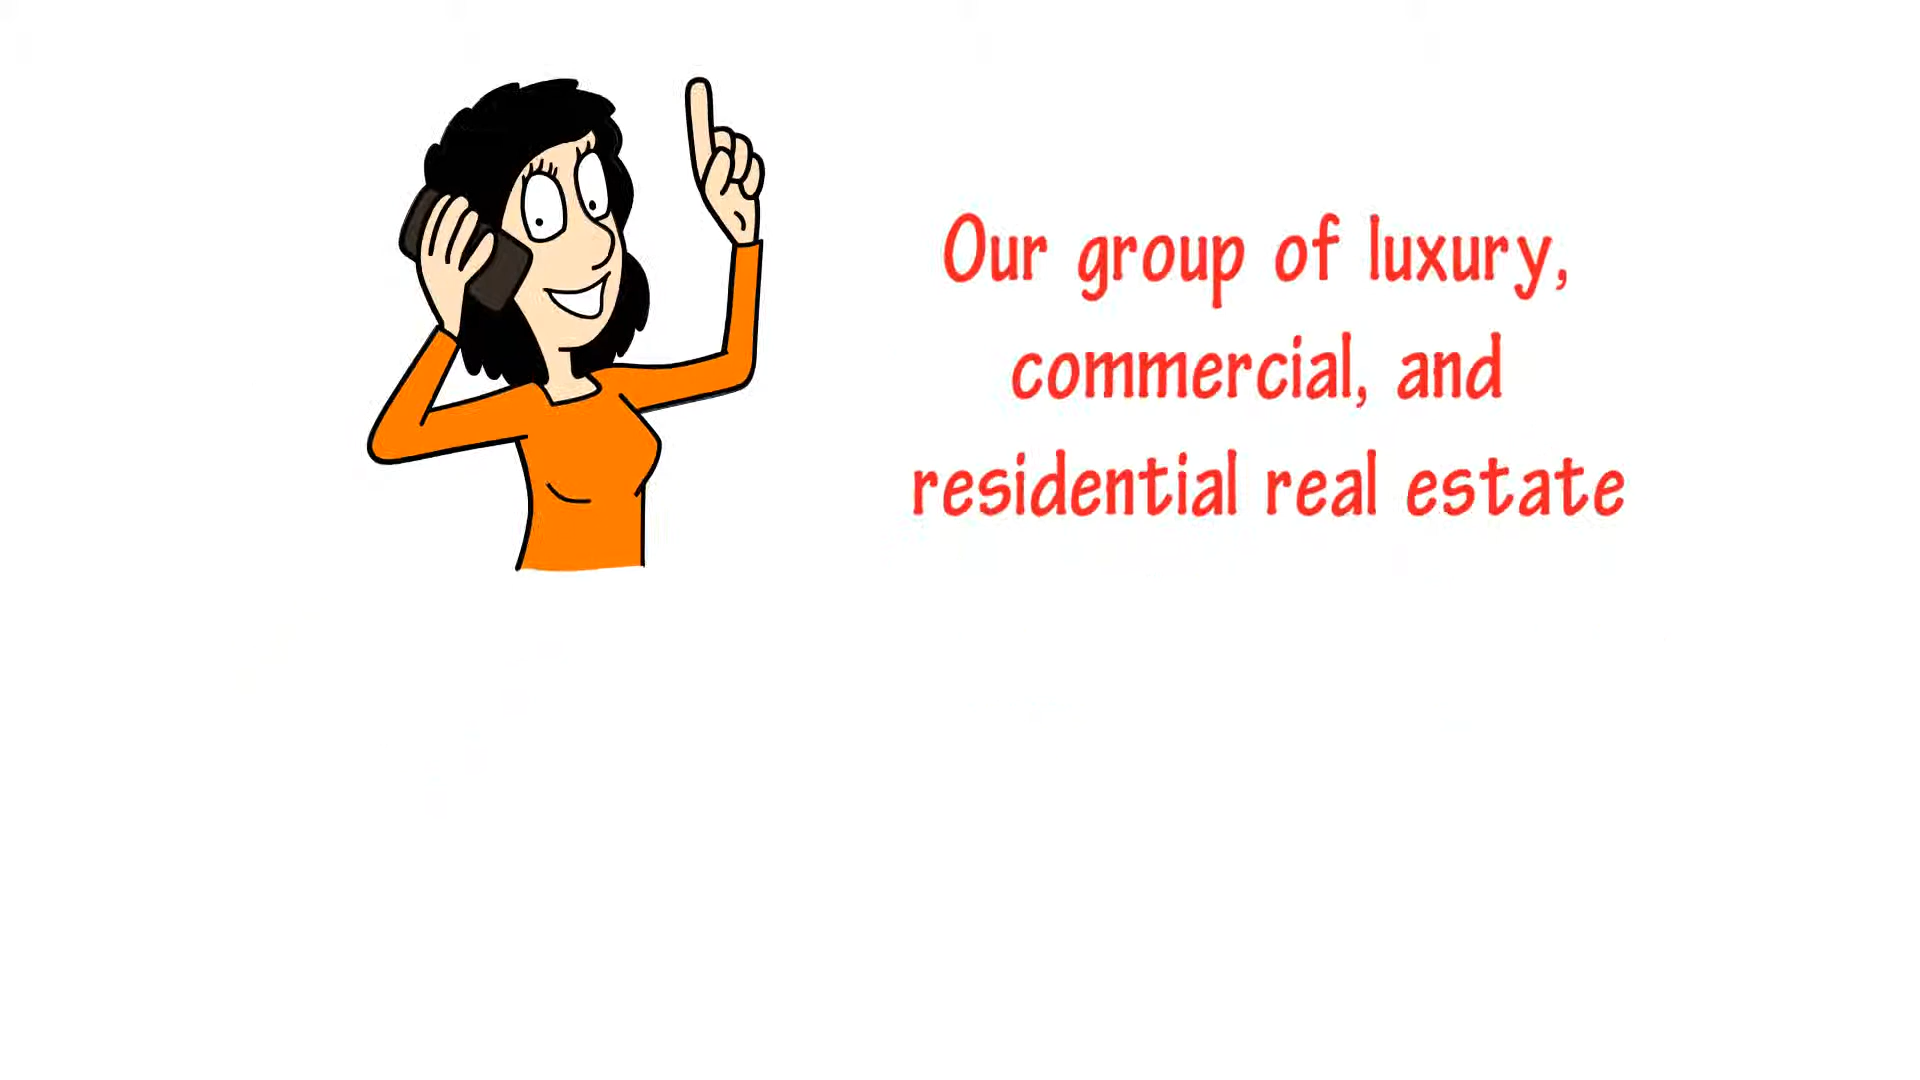 Our group of luxury,
commercial, and
residential real estate